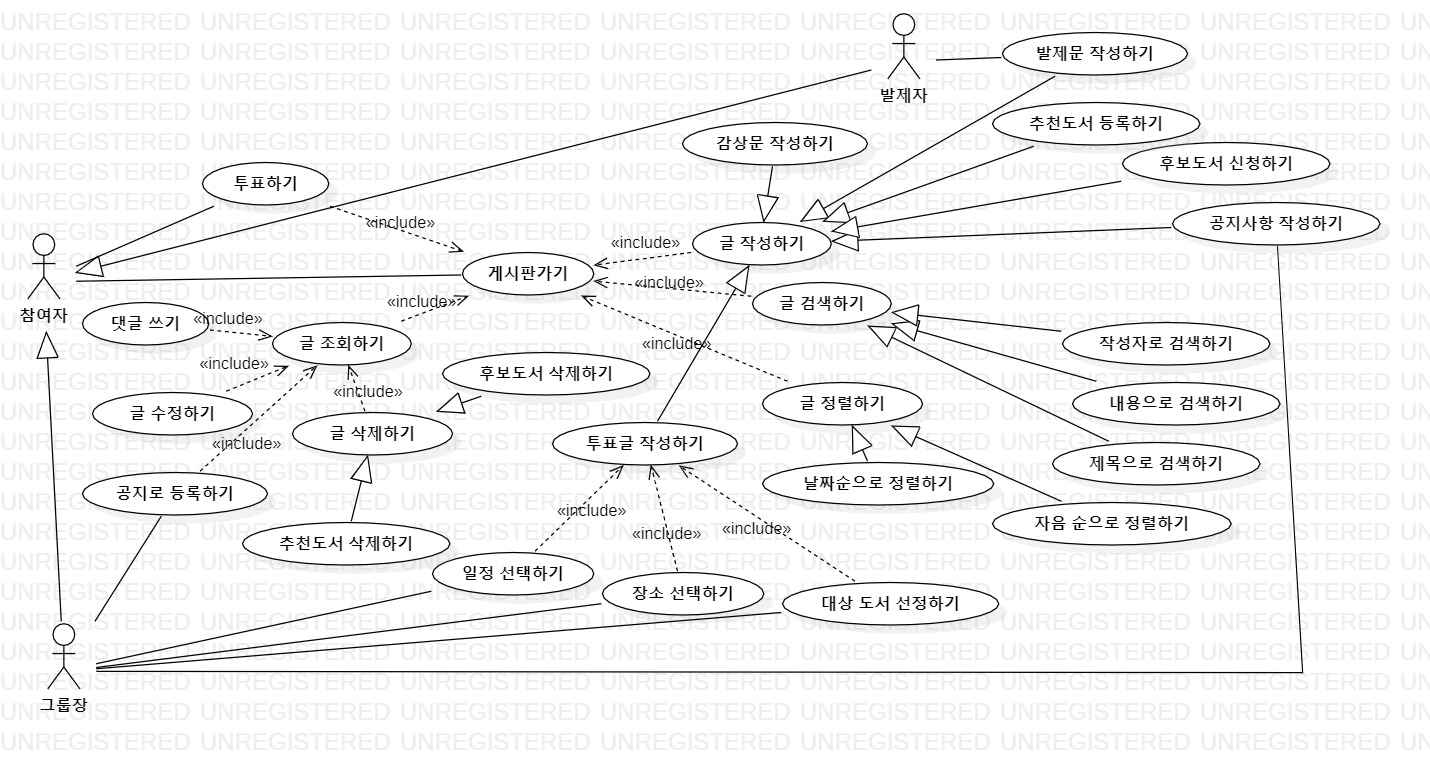 발제자
발제문 작성하기
추천도서 등록하기
감상문 작성하기
후보도서 신청하기
투표하기
«include»
공지사항 작성하기
글 작성하기
«include»
게시판가기
«include»
참여자
«include»
글 검색하기
댓글 쓰기
«include»
글 조회하기
«include»
작성자로 검색하기
«include»
후보도서 삭제하기
«include»
글 수정하기
글 정렬하기
내용으로 검색하기
글 삭제하기
«include»
투표글 작성하기
제목으로 검색하기
공지로 등록하기
날짜순으로 정렬하기
«include»
자음 순으로 정렬하기
추천도서 삭제하기
«include»
«include»
일정 선택하기
장소 선택하기
대상 도서 선정하기
그룹장
UNREGISTERED UNREGISTERED UNREGISTERED UNREGISTERED UNREGISTERED UNREGISTERED UNREGISTERED UN